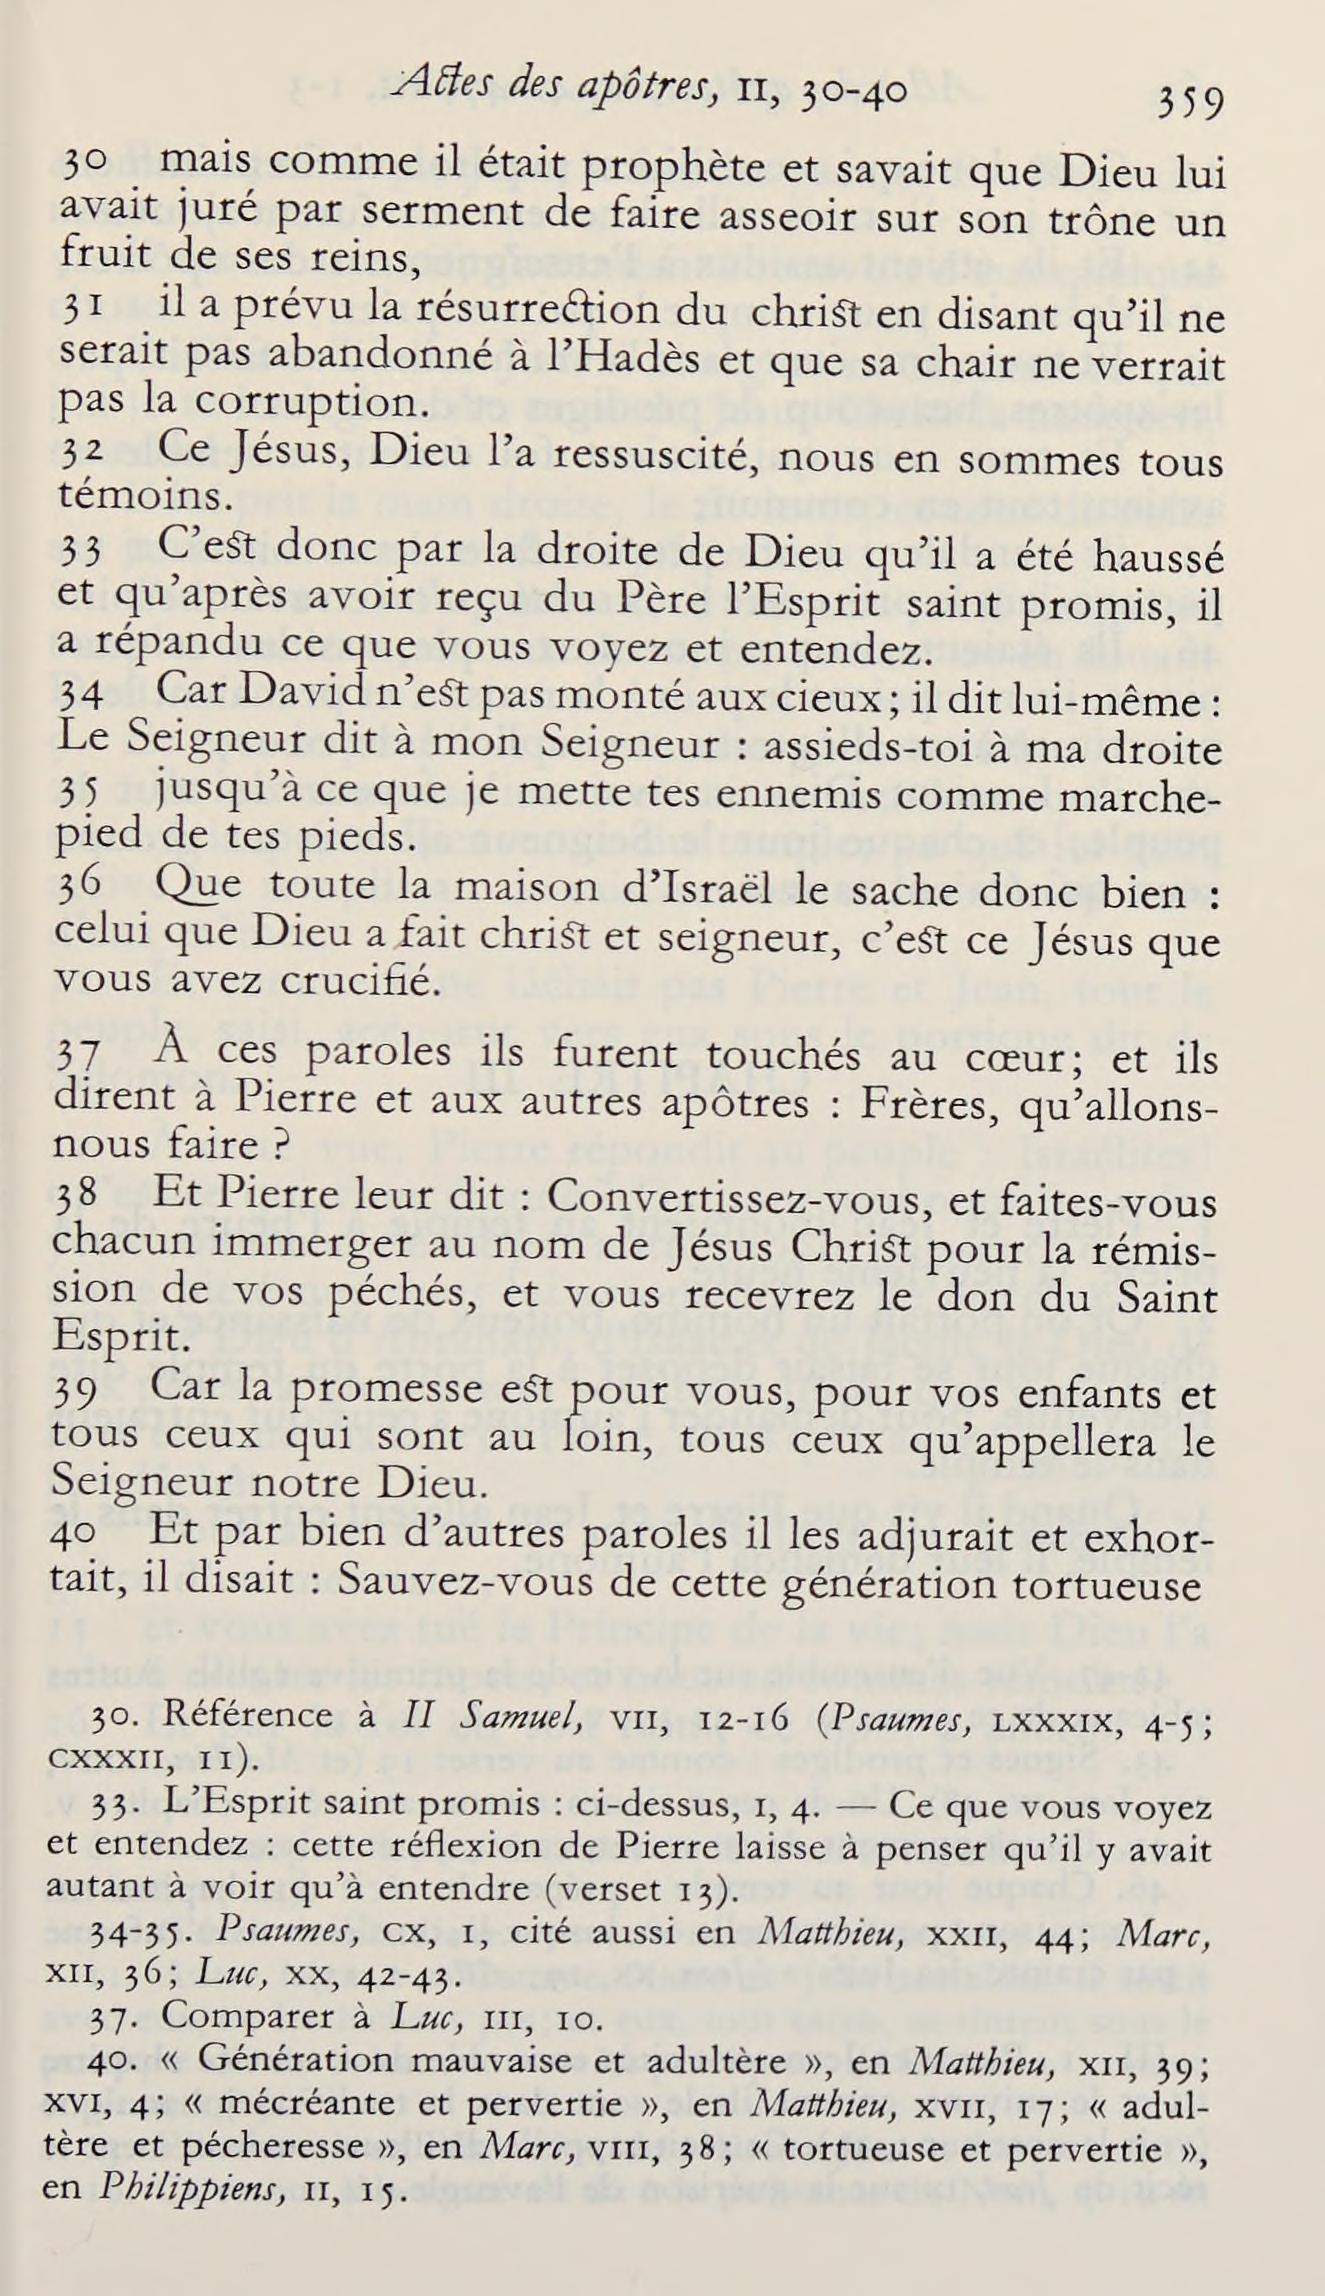 Actes des apôtres, II, 30-40
359
30 mais comme il était prophète et savait que Dieu lui
avait juré par serment de faire asseoir sur son trône un
fruit de ses reins,
31 il a prévu la résurrection du christ en disant qu’il ne
serait pas abandonné à l’Hadès et que sa chair ne verrait
pas la corruption.
32 Ce Jésus, Dieu l’a ressuscité, nous en sommes tous
témoins.
33 C’est donc par la droite de Dieu qu’il a été haussé
et qu’après avoir reçu du Père l’Esprit saint promis, il
a répandu ce que vous voyez et entendez.
34 Car David n’est pas monté aux cieux ; il dit lui-même :
Le Seigneur dit à mon Seigneur : assieds-toi à ma droite
35 jusqu’à ce que je mette tes ennemis comme marche-
pied de tes pieds.
36 Que toute la maison d’Israël le sache donc bien :
celui que Dieu a fait christ et seigneur, c’est ce Jésus que
vous avez crucifié.
37 À ces paroles ils furent touchés au cœur; et ils
dirent à Pierre et aux autres apôtres : Frères, qu’allons-
nous faire ?
38 Et Pierre leur dit : Convertissez-vous, et faites-vous
chacun immerger au nom de Jésus Christ pour la rémis-
sion de vos péchés, et vous recevrez le don du Saint
Esprit.
39 Car la promesse est pour vous, pour vos enfants et
tous ceux qui sont au loin, tous ceux qu’appellera le
Seigneur notre Dieu.
40 Et par bien d’autres paroles il les adjurait et exhor-
tait, il disait : Sauvez-vous de cette génération tortueuse
30. Référence à II Samuel, VII, 12-16 (Psaumes, LXXXIX, 4-5 ;
CXXXII, 11).
33. L’Esprit saint promis : ci-dessus, I, 4. — Ce que vous voyez
et entendez : cette réflexion de Pierre laisse à penser qu’il y avait
autant à voir qu’à entendre (verset 13).
34-35. Psaumes, CX, 1, cité aussi en Matthieu, XXII, 44; Marc,
XII, 36; Luc, XX, 42-43.
37. Comparer à Luc, III, 10.
40. « Génération mauvaise et adultère », en Matthieu, XII, 39;
XVI, 4; « mécréante et pervertie », en Matthieu, XVII, 17; « adul-
tère et pécheresse », en Marc, VIII, 38; « tortueuse et pervertie »,
en Philippiens, II, 15.